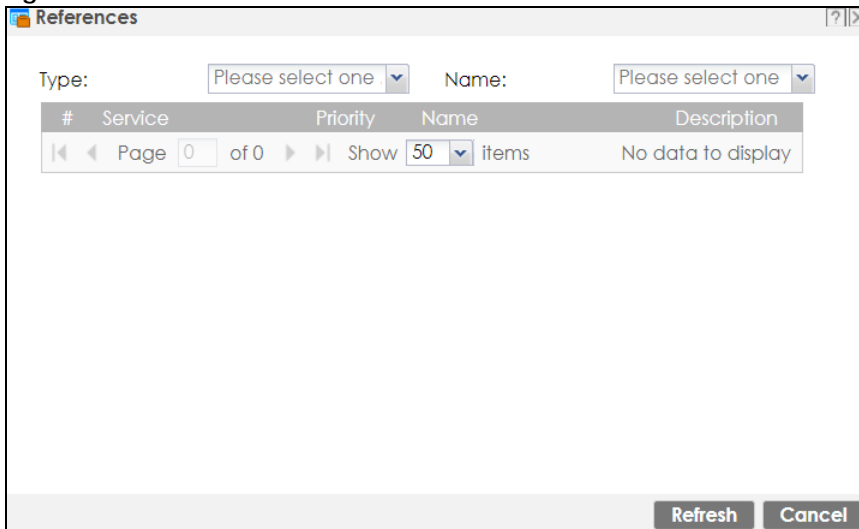 References
Type: Please select one Name: Please select one
# Service Priority Name Description
Page 0 of 0 Show 50 items No data to display
Refresh Cancel